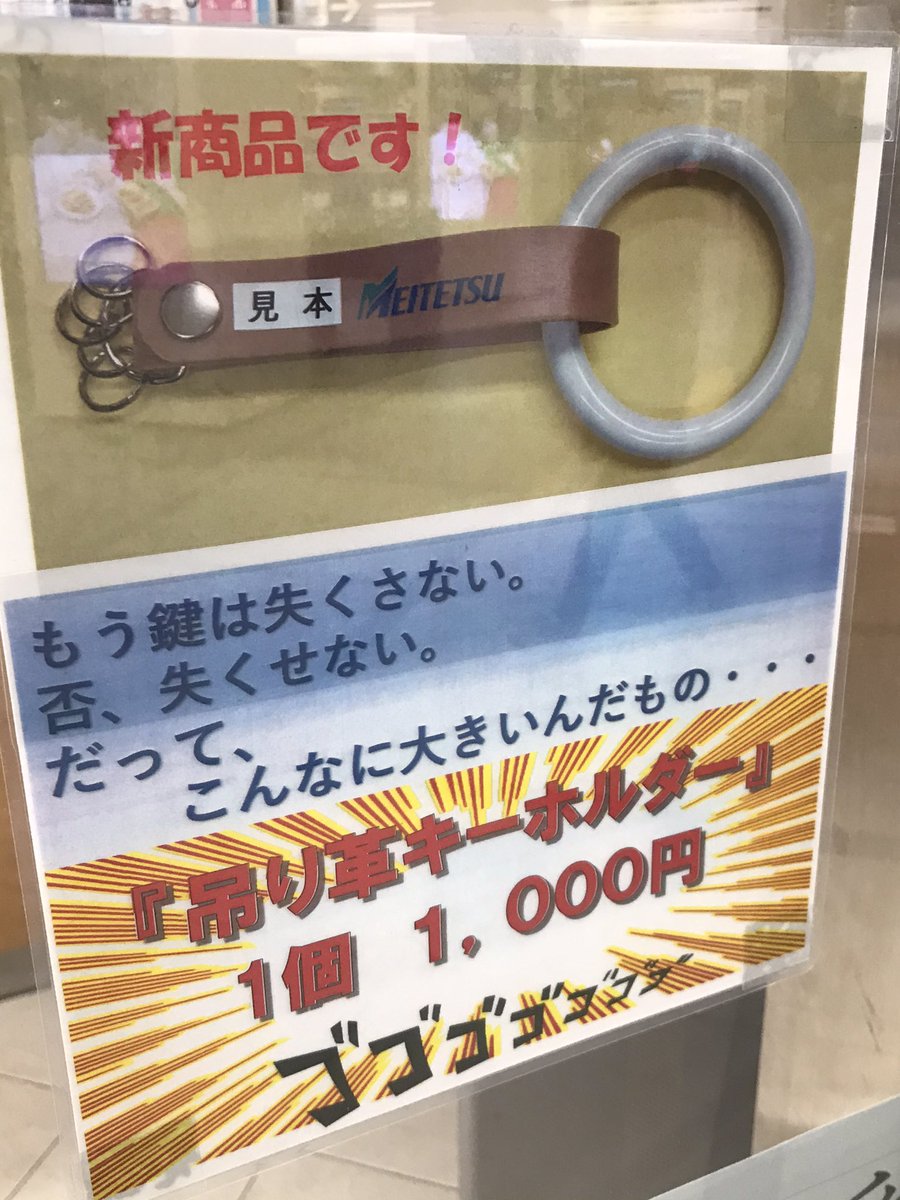 新商品です！
見本 MEITETSU
もう鍵は失くさない。
否、失くせない。
だって、
こんなに大きいんだもの・・・
『吊り革キーホルダー』
1個 1，000円
ゴゴゴゴゴゴゴ